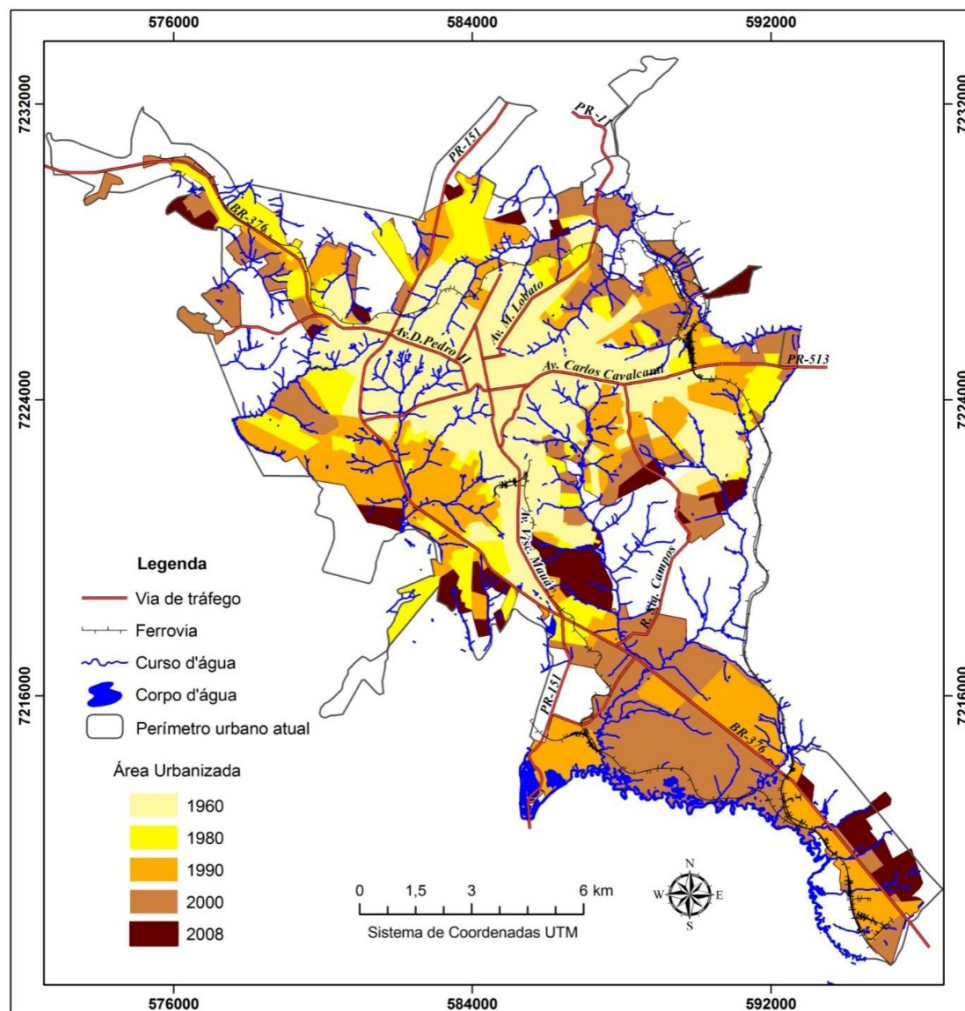 576000
584000
592000
7232000
7232000
PR-151
PR-11
BR-376
Av. M. Lobato
Av.D.Pedro II
Av. Carlos Cavalcanti
PR-513
7224000
7224000
Av. Visc. Mauá
R. Siq. Campos
Legenda
Via de tráfego
Ferrovia
Curso d'água
Corpo d'água
Perímetro urbano atual
7216000
7216000
PR-151
BR-376
Área Urbanizada
1960
1980
1990
2000
2008
0 1,5 3 6 km
Sistema de Coordenadas UTM
N
W E
S
576000
584000
592000